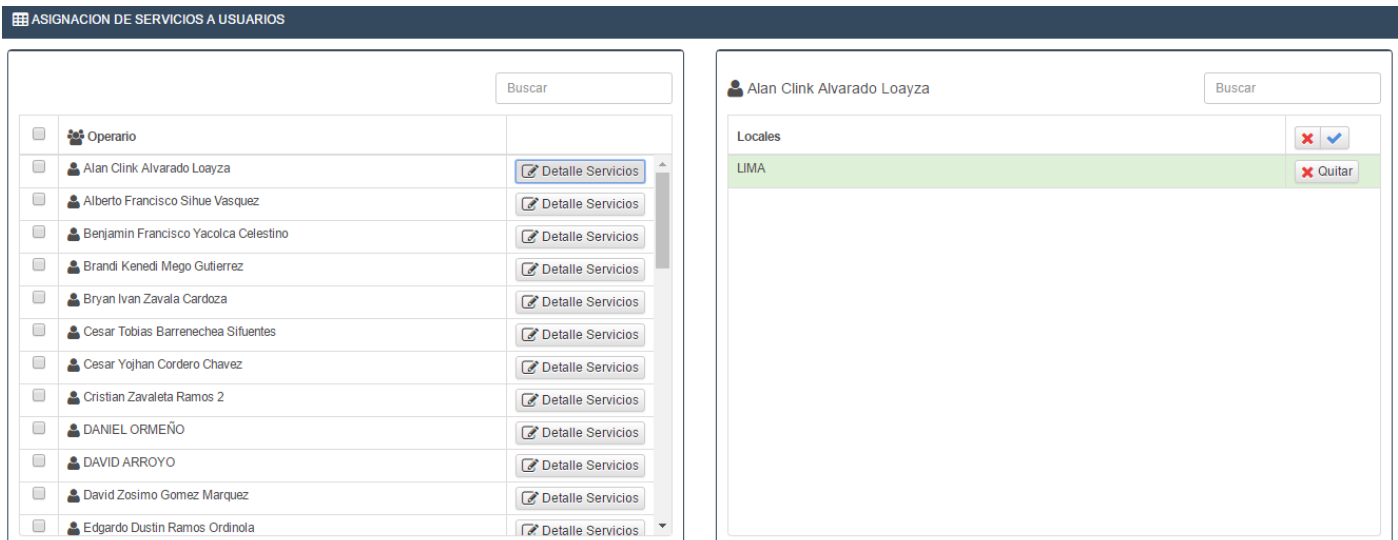 ASIGNACION DE SERVICIOS A USUARIOS
Buscar
Operario
Alan Clink Alvarado Loayza Detalle Servicios
Alberto Francisco Sihue Vasquez Detalle Servicios
Benjamin Francisco Yacolca Celestino Detalle Servicios
Brandi Kenedi Mego Gutierrez Detalle Servicios
Bryan Ivan Zavala Cardoza Detalle Servicios
Cesar Tobias Barrenechea Sifuentes Detalle Servicios
Cesar Yojhan Cordero Chavez Detalle Servicios
Cristian Zavaleta Ramos 2 Detalle Servicios
DANIEL ORMEÑO Detalle Servicios
DAVID ARROYO Detalle Servicios
David Zosimo Gomez Marquez Detalle Servicios
Edgardo Dustin Ramos Ordinola Detalle Servicios
Alan Clink Alvarado Loayza Buscar
Locales
LIMA Quitar